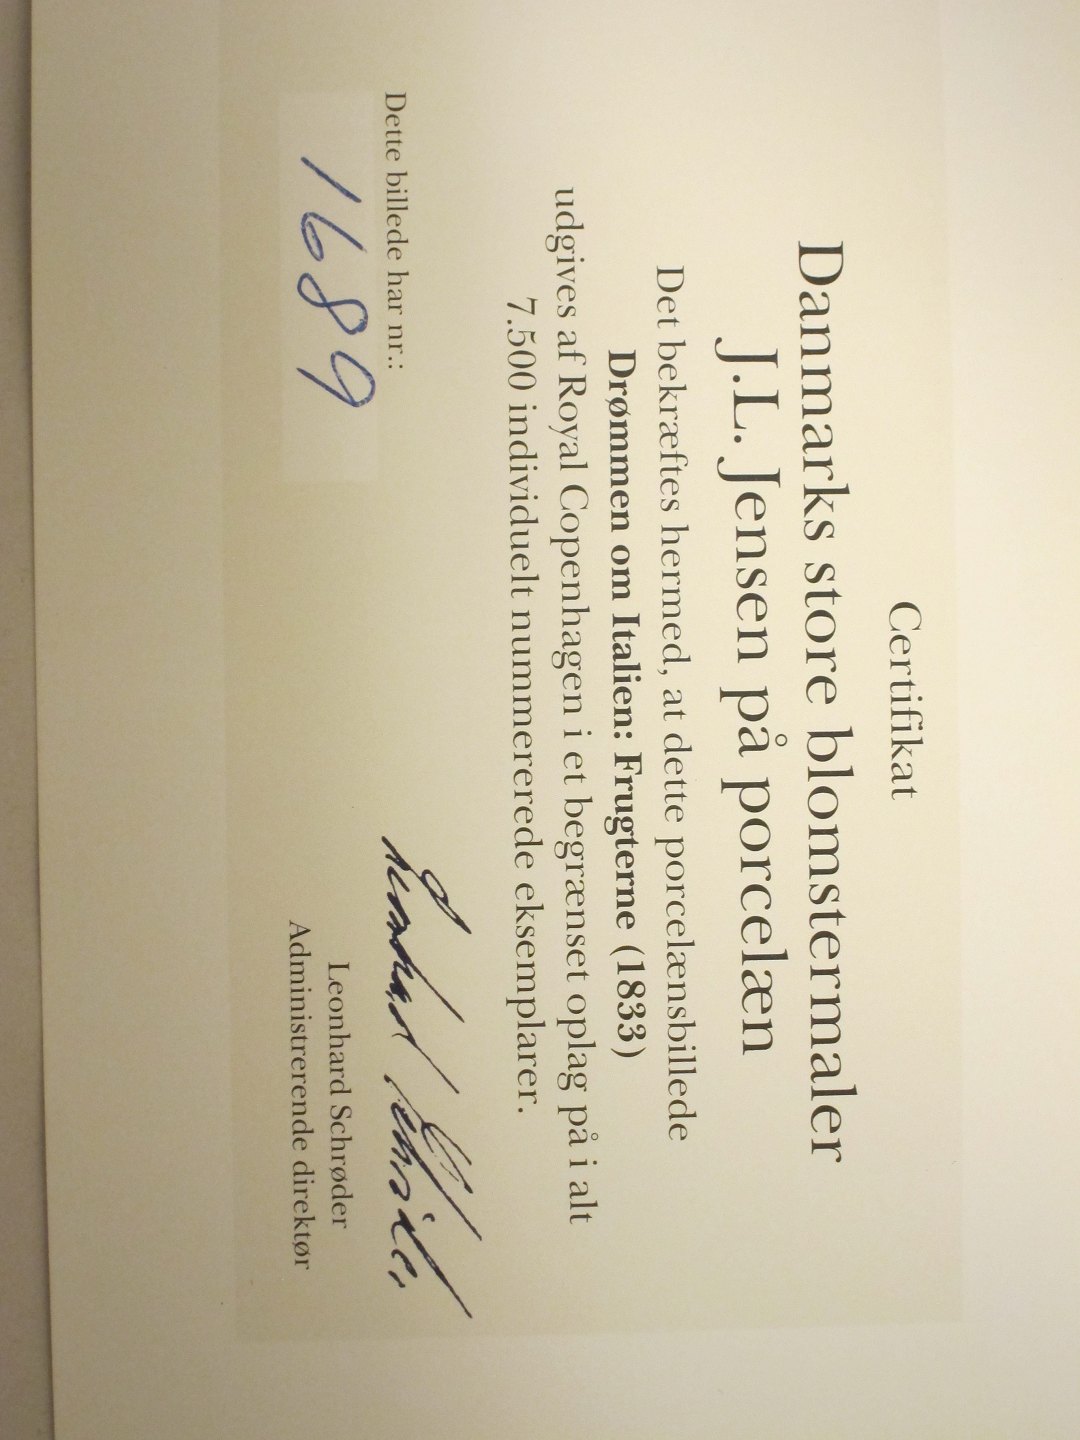 Certifikat
Danmarks store blomstermaler
J.L. Jensen på porcelæn
Det bekræftes hermed, at dette porcelænsbillede
Drømmen om Italien: Frugterne (1833)
udgives af Royal Copenhagen i et begrænset oplag på i alt
7.500 individuelt nummererede eksemplarer.
Dette billede har nr.:
1689
Leonhard Schrøder
Leonhard Schrøder
Administrerende direktør